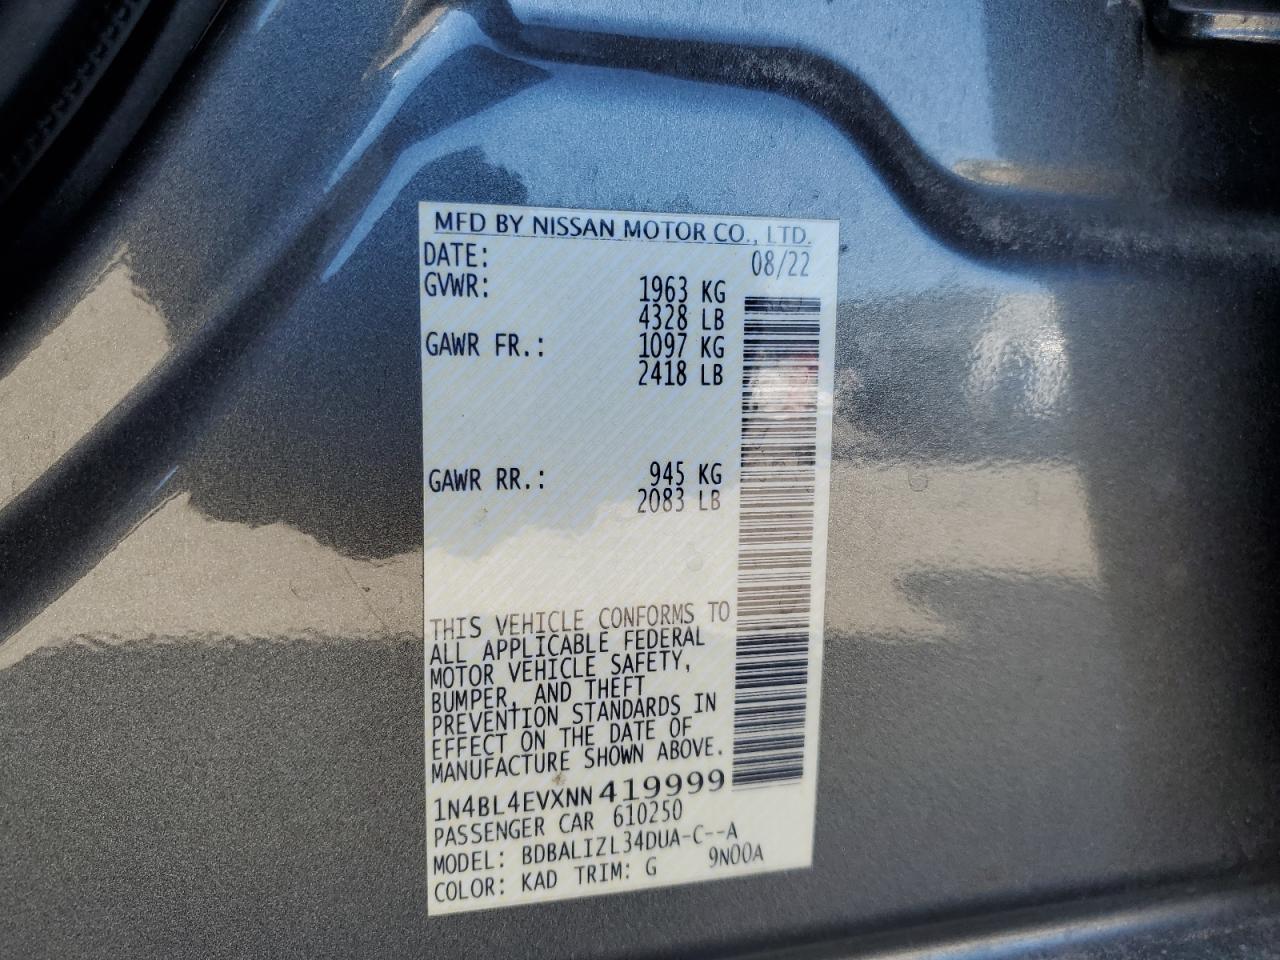 MFD BY NISSAN MOTOR CO., LTD.
DATE: 08/22
GVWR: 1963 KG
4328 LB
GAWR FR.: 1097 KG
2418 LB
GAWR RR.: 945 KG
2083 LB
THIS VEHICLE CONFORMS TO
ALL APPLICABLE FEDERAL
MOTOR VEHICLE SAFETY,
BUMPER, AND THEFT
PREVENTION STANDARDS IN
EFFECT ON THE DATE OF
MANUFACTURE SHOWN ABOVE.
1N4BL4EVXNN419999
PASSENGER CAR 610250
MODEL: BDBALIZL34DUA-C--A
COLOR: KAD TRIM: G 9N00A